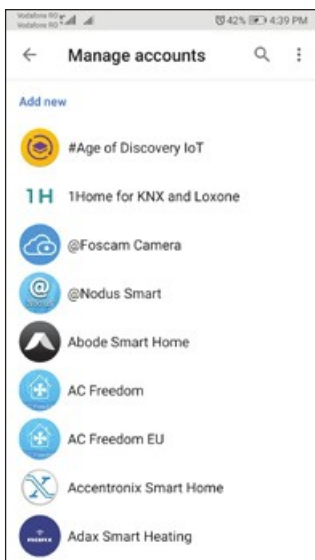 Vodafone RO
Vodafone RO
42% 4:39 PM
Manage accounts
Add new
#Age of Discovery IoT
1H 1Home for KNX and Loxone
@Foscam Camera
@Nodus Smart
Abode Smart Home
AC Freedom
AC Freedom EU
Accentronix Smart Home
Adax Smart Heating